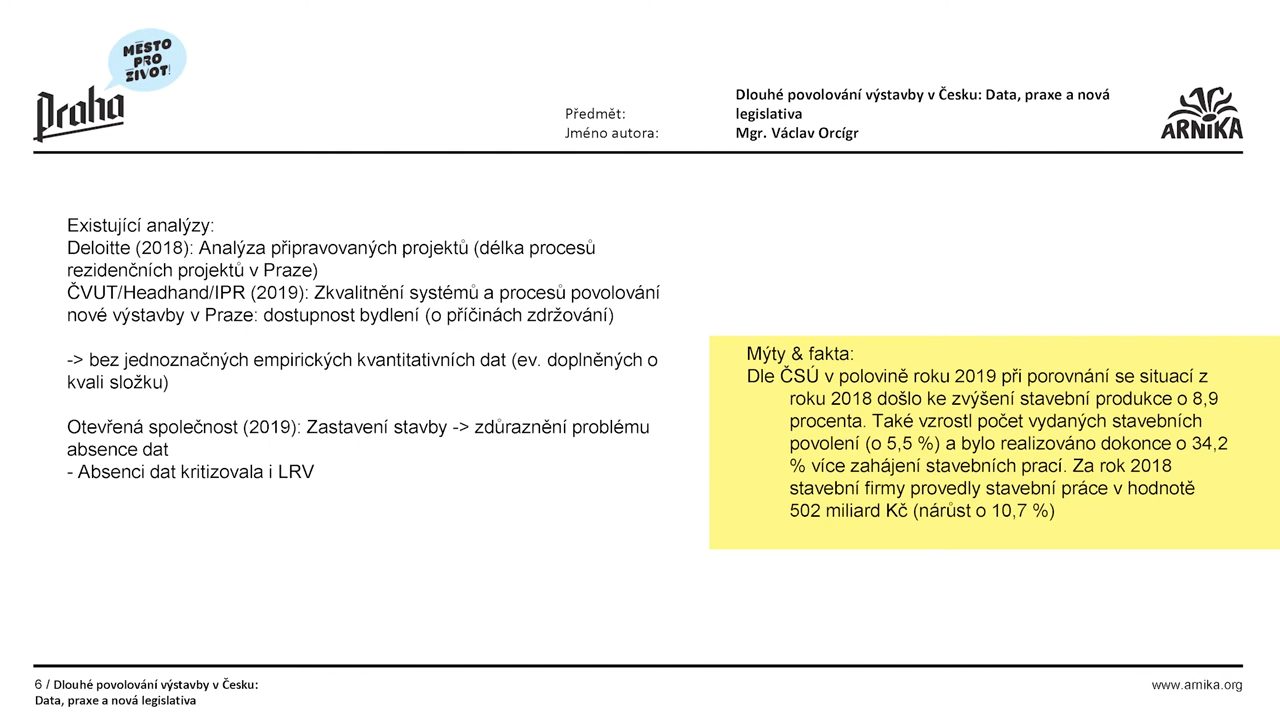 MĚSTO
PRO
ŽIVOT!
Praha
Předmět:
Jméno autora:
Dlouhé povolování výstavby v Česku: Data, praxe a nová
legislativa
Mgr. Václav Orcígr
ARNIKA
Existující analýzy:
Deloitte (2018): Analýza připravovaných projektů (délka procesů
rezidenčních projektů v Praze)
ČVUT/Headhand/IPR (2019): Zkvalitnění systémů a procesů povolování
nové výstavby v Praze: dostupnost bydlení (o příčinách zdržování)
-> bez jednoznačných empirických kvantitativních dat (ev. doplněných o
kvali složku)
Otevřená společnost (2019): Zastavení stavby -> zdůraznění problému
absence dat
- Absenci dat kritizovala i LRV
Mýty & fakta:
Dle ČSÚ v polovině roku 2019 při porovnání se situací z
roku 2018 došlo ke zvýšení stavební produkce o 8,9
procenta. Také vzrostl počet vydaných stavebních
povolení (o 5,5 %) a bylo realizováno dokonce o 34,2
% více zahájení stavebních prací. Za rok 2018
stavební firmy provedly stavební práce v hodnotě
502 miliard Kč (nárůst o 10,7 %)
6 / Dlouhé povolování výstavby v Česku:
Data, praxe a nová legislativa
www.arnika.org